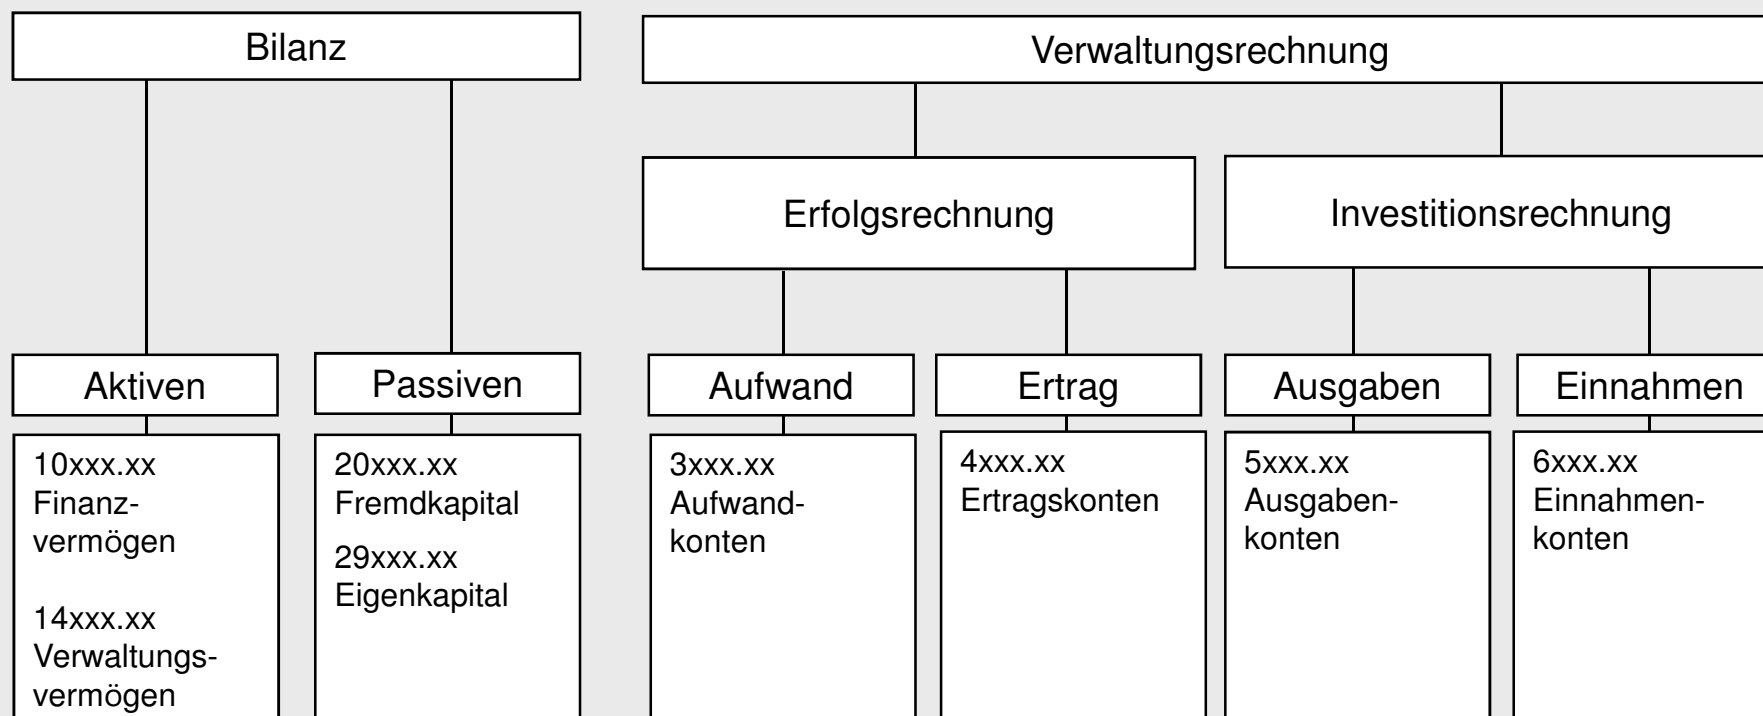 Bilanz
Verwaltungsrechnung
Erfolgsrechnung
Investitionsrechnung
Aktiven
Passiven
Aufwand
Ertrag
Ausgaben
Einnahmen
10xxx.xx
Finanz-
vermögen
14xxx.xx
Verwaltungs-
vermögen
20xxx.xx
Fremdkapital
29xxx.xx
Eigenkapital
3xxx.xx
Aufwand-
konten
4xxx.xx
Ertragskonten
5xxx.xx
Ausgaben-
konten
6xxx.xx
Einnahmen-
konten